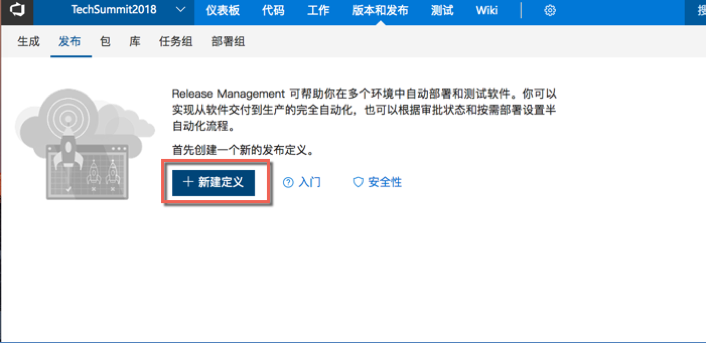 TechSummit2018 仪表板 代码 工作 版本和发布 测试 Wiki
生成 发布 包 库 任务组 部署组
Release Management 可帮助你在多个环境中自动部署和测试软件。你可以
实现从软件交付到生产的完全自动化，也可以根据审批状态和按需部署设置半
自动化流程。
首先创建一个新的发布定义。
+ 新建定义 入门 安全性